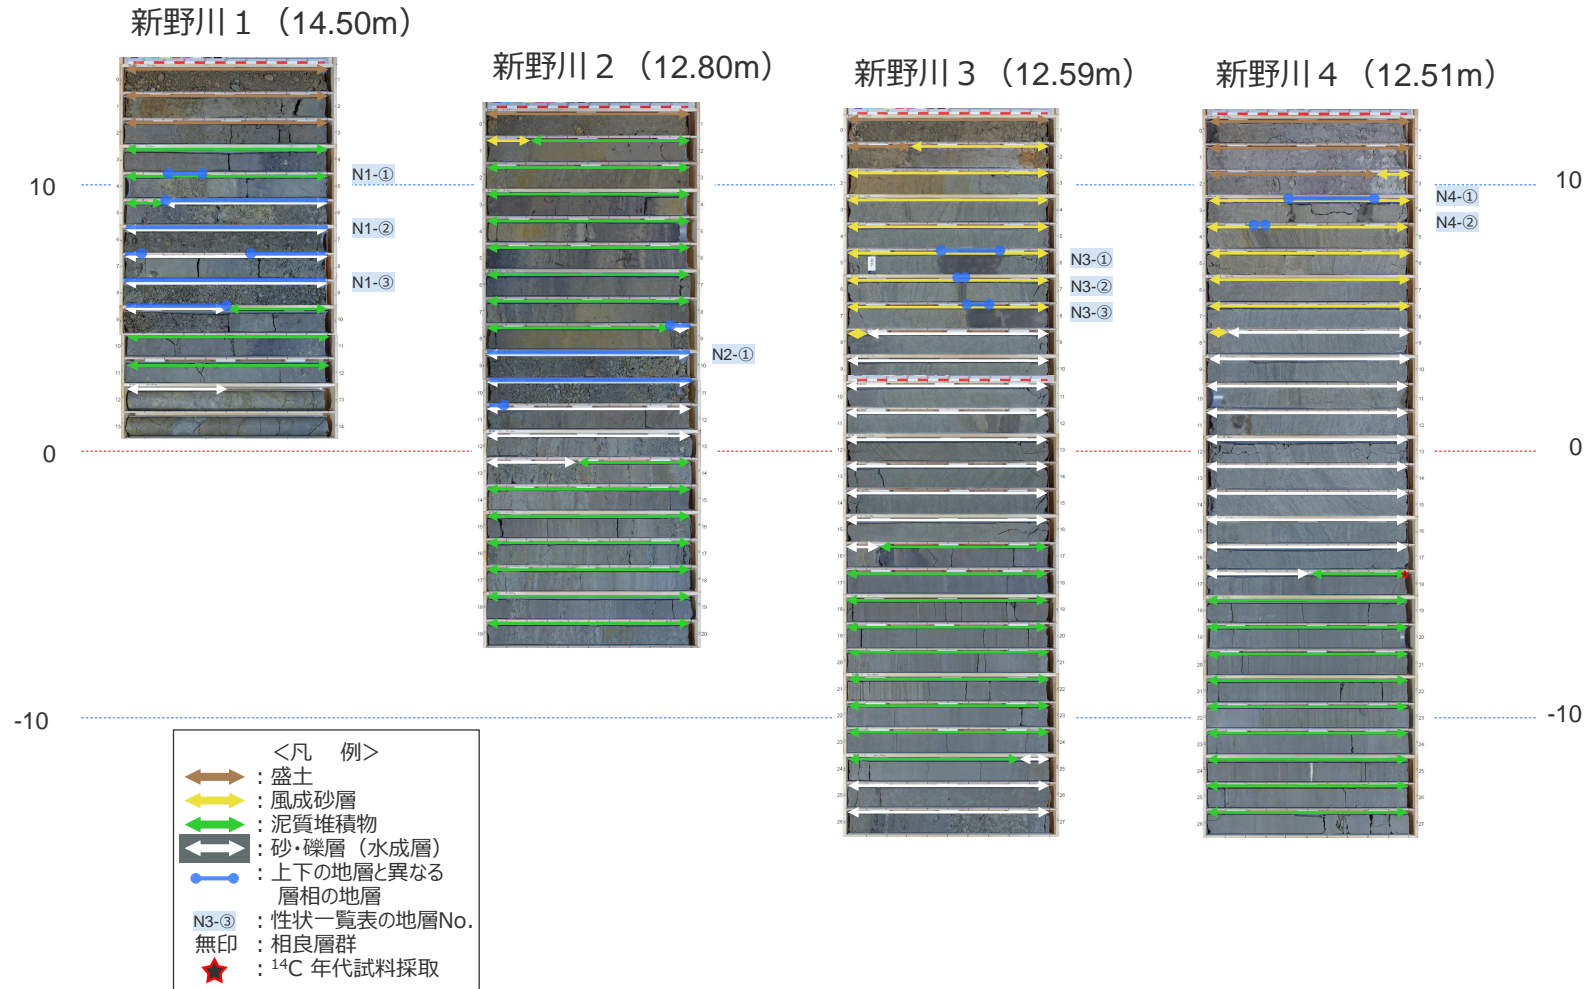 新野川１（14.50m）
新野川２（12.80m）
新野川３（12.59m）
新野川４（12.51m）
10
10
0
0
-10
-10
N1-①
N1-②
N1-③
N2-①
N3-①
N3-②
N3-③
N4-①
N4-②
＜凡　例＞
：盛土
：風成砂層
：泥質堆積物
：砂・礫層（水成層）
：上下の地層と異なる
層相の地層
N3-③：性状一覧表の地層No.
無印：相良層群
：14C 年代試料採取